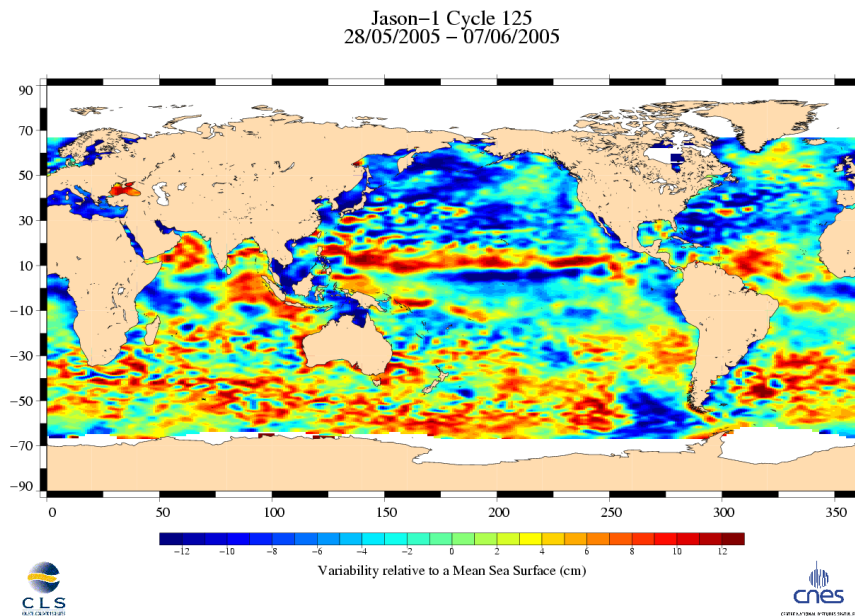 Jason−1 Cycle 125
28/05/2005 − 07/06/2005
90
70
50
30
10
−10
−30
−50
−70
−90
0 50 100 150 200 250 300 350
−12 −10 −8 −6 −4 −2 0 2 4 6 8 10 12
Variability relative to a Mean Sea Surface (cm)
CLS
cnes